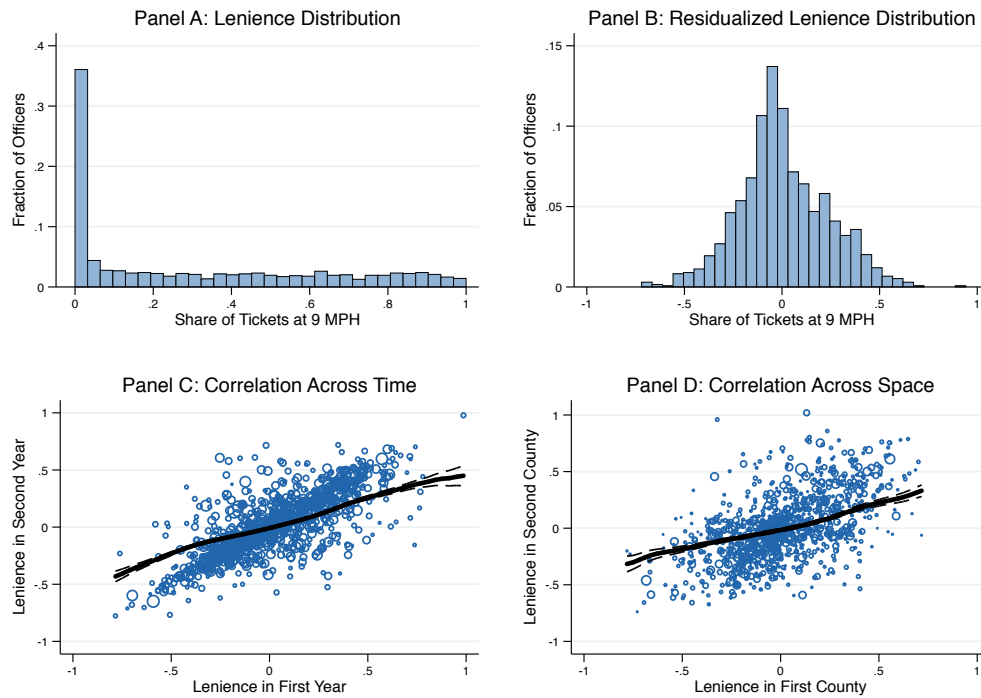 Panel A: Lenience Distribution
Fraction of Officers
.4
.3
.2
.1
0
0 .2 .4 .6 .8 1
Share of Tickets at 9 MPH
Panel B: Residualized Lenience Distribution
Fraction of Officers
.15
.1
.05
0
-1 -.5 0 .5 1
Share of Tickets at 9 MPH
Panel C: Correlation Across Time
Lenience in Second Year
1
.5
0
-.5
-1
-1 -.5 0 .5 1
Lenience in First Year
Panel D: Correlation Across Space
Lenience in Second County
1
.5
0
-.5
-1
-1 -.5 0 .5 1
Lenience in First County